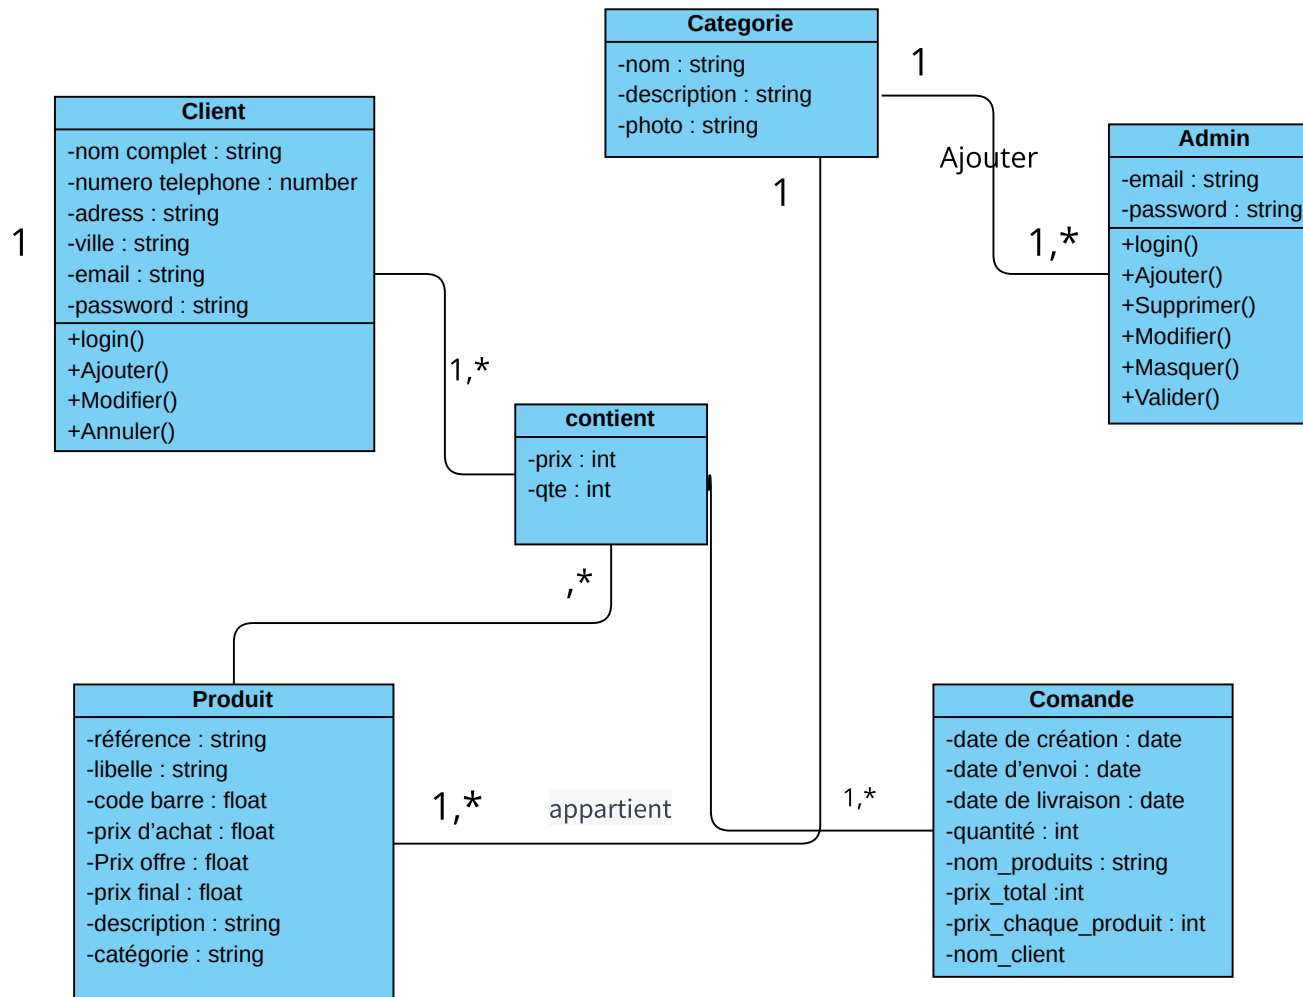 Categorie
-nom : string
-description : string
-photo : string
1
1
Ajouter
1,*
Client
-nom complet : string
-numero telephone : number
-adress : string
-ville : string
-email : string
-password : string
+login()
+Ajouter()
+Modifier()
+Annuler()
1
1,*
Admin
-email : string
-password : string
+login()
+Ajouter()
+Supprimer()
+Modifier()
+Masquer()
+Valider()
contient
-prix : int
-qte : int
,*
Produit
-référence : string
-libelle : string
-code barre : float
-prix d’achat : float
-Prix offre : float
-prix final : float
-description : string
-catégorie : string
1,*
appartient
1,*
Comande
-date de création : date
-date d’envoi : date
-date de livraison : date
-quantité : int
-nom_produits : string
-prix_total :int
-prix_chaque_produit : int
-nom_client